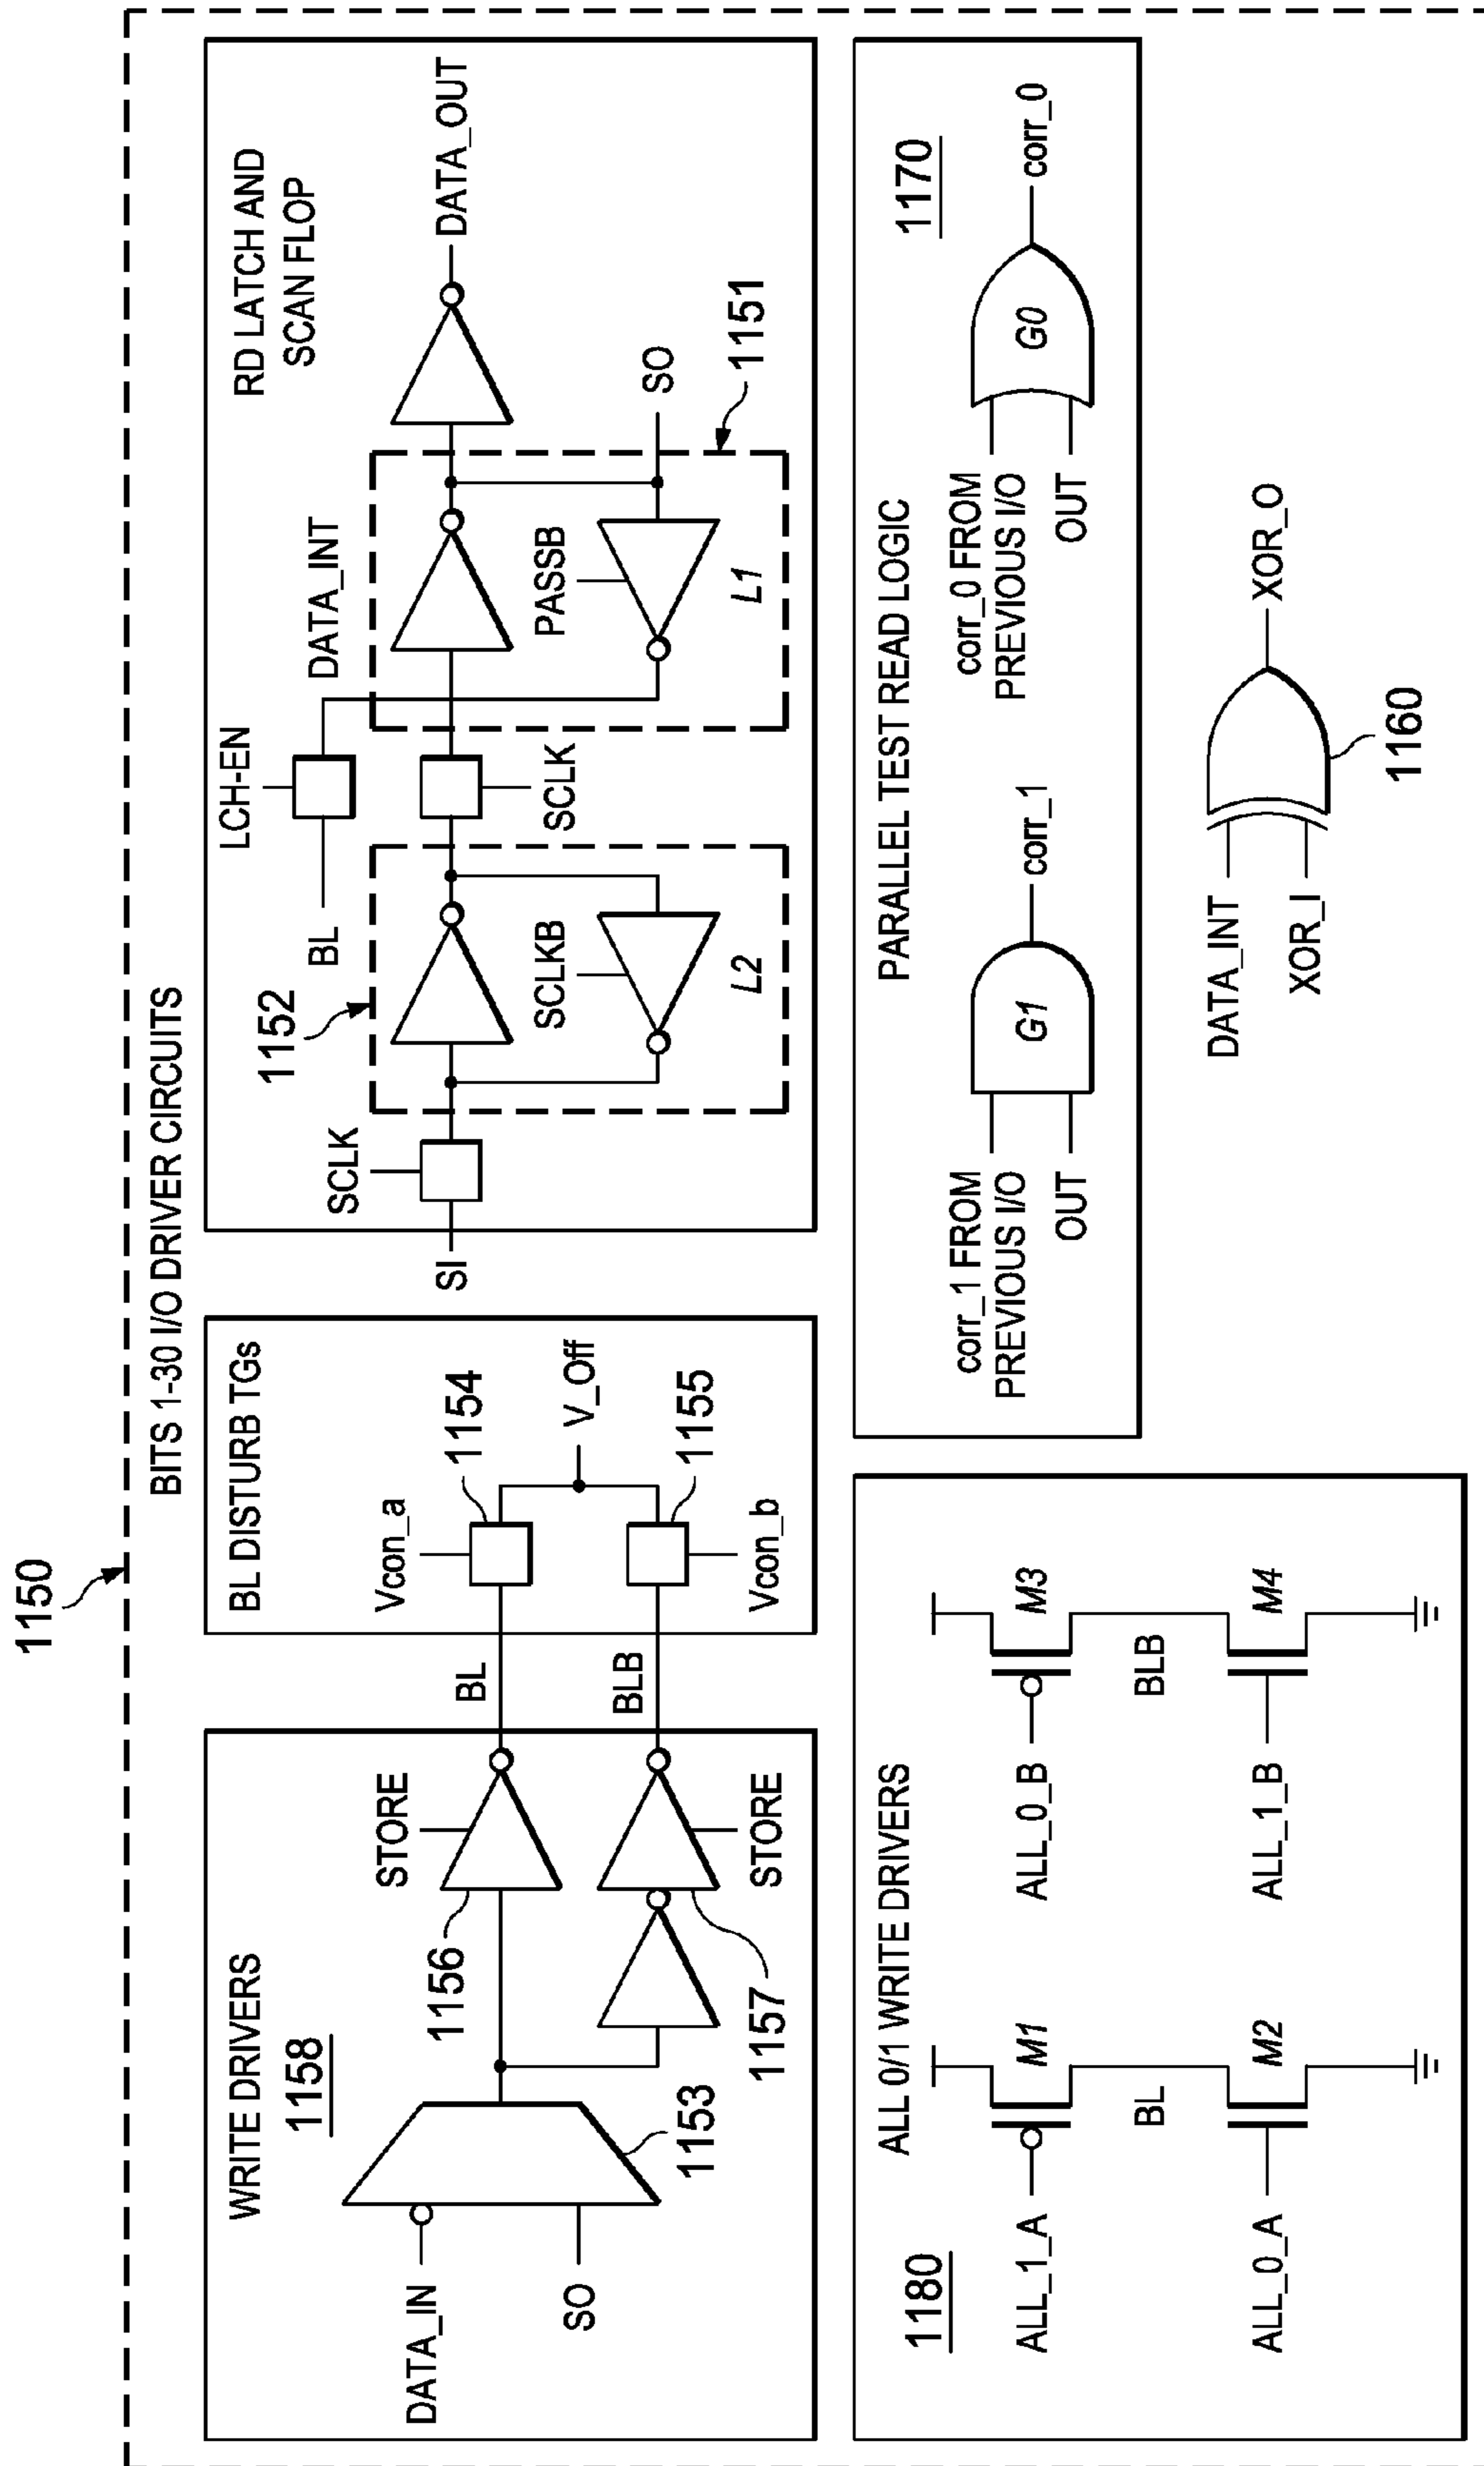 1150
BITS 1-30 I/O DRIVER CIRCUITS
WRITE DRIVERS
1158
DATA_IN
SO
1153
1156
STORE
STORE
1157
BL
BLB
BL DISTURB TGs
Vcon_a
1154
V_Off
1155
Vcon_b
RD LATCH AND
SCAN FLOP
SI
SCLK
1152
SCLKB
L2
BL
LCH-EN
SCLK
DATA_INT
PASSB
L1
SO
1151
DATA_OUT
ALL 0/1 WRITE DRIVERS
1180
ALL_1_A
M1
BL
ALL_0_A
M2
ALL_0_B
M3
BLB
ALL_1_B
M4
PARALLEL TEST READ LOGIC
1170
corr_1 FROM
PREVIOUS I/O
OUT
G1
corr_1
corr_0 FROM
PREVIOUS I/O
OUT
G0
corr_0
DATA_INT
XOR_I
XOR_O
1160